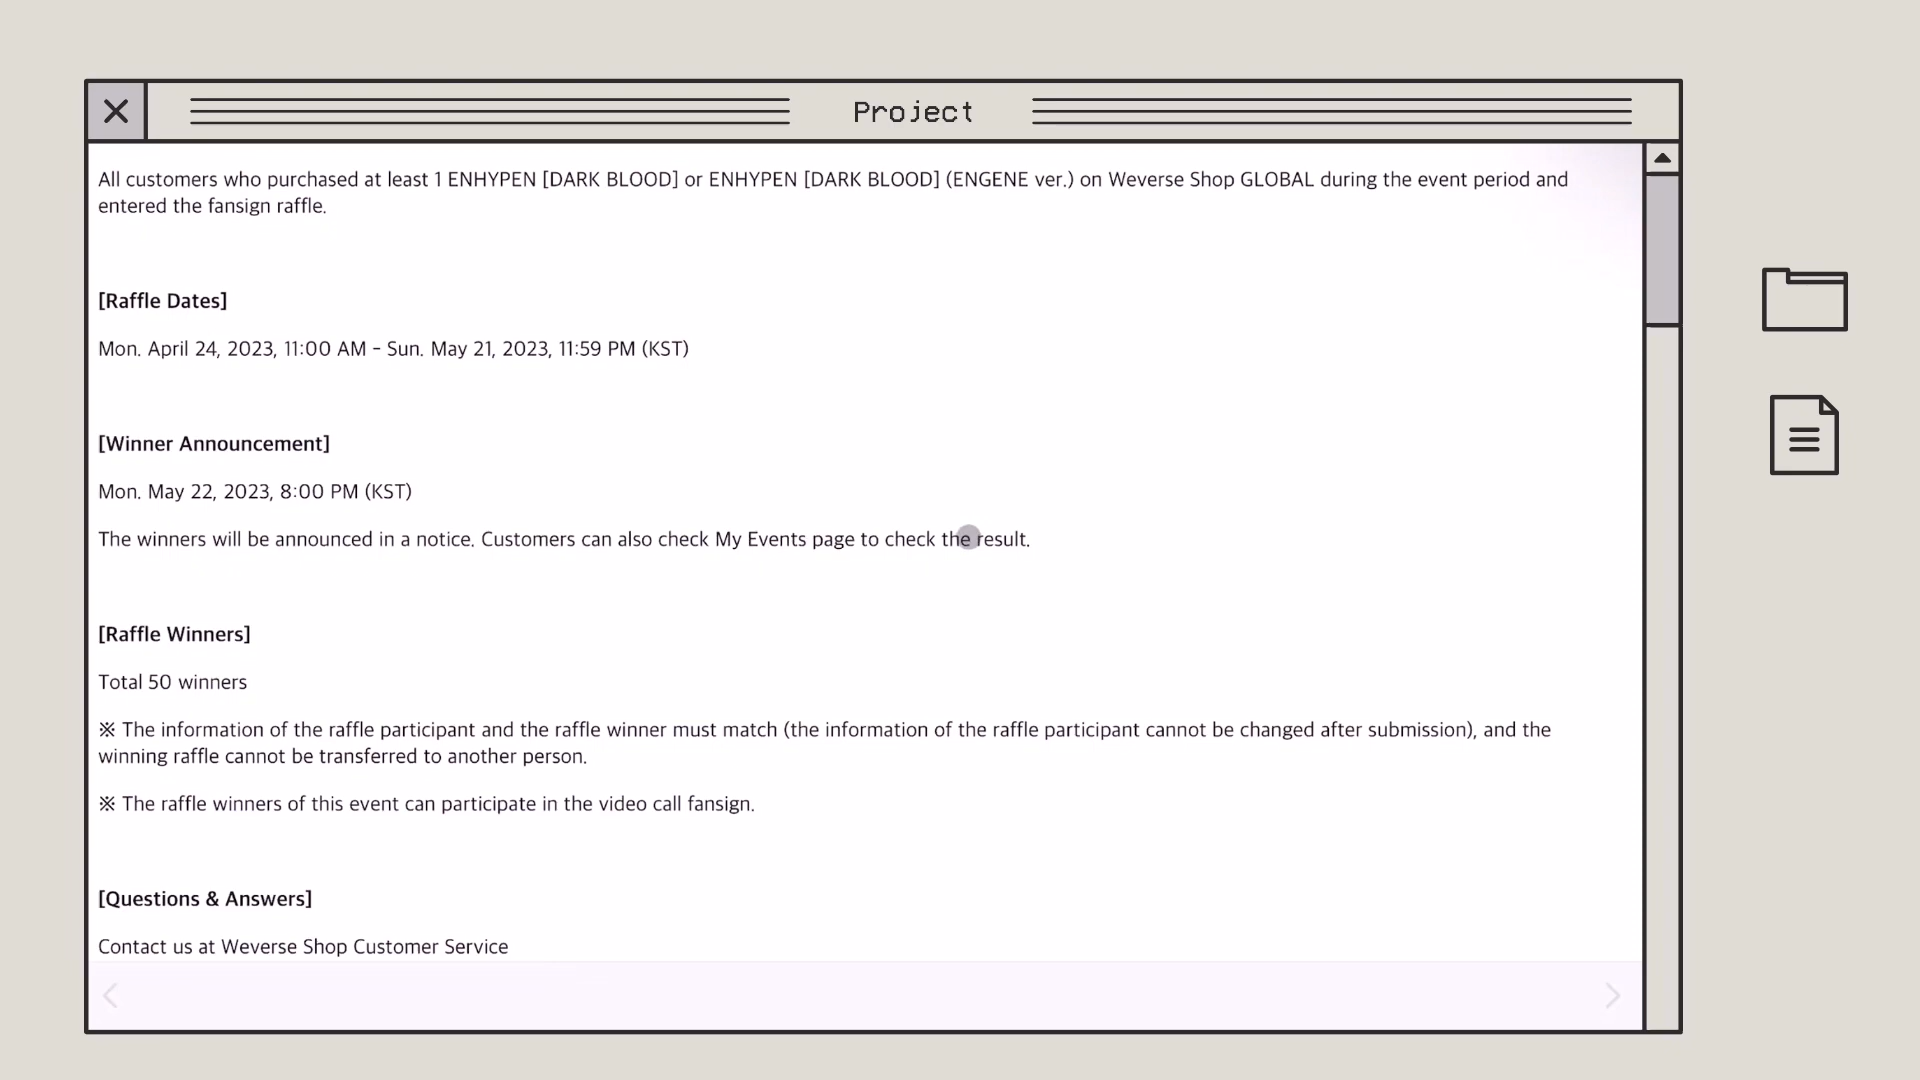 Project
All customers who purchased at least 1 ENHYPEN [DARK BLOOD] or ENHYPEN [DARK BLOOD] (ENGENE ver.) on Weverse Shop GLOBAL during the event period and
entered the fansign raffle.
[Raffle Dates]
Mon. April 24, 2023, 11:00 AM - Sun. May 21, 2023, 11:59 PM (KST)
[Winner Announcement]
Mon. May 22, 2023, 8:00 PM (KST)
The winners will be announced in a notice. Customers can also check My Events page to check the result.
[Raffle Winners]
Total 50 winners
※ The information of the raffle participant and the raffle winner must match (the information of the raffle participant cannot be changed after submission), and the
winning raffle cannot be transferred to another person.
※ The raffle winners of this event can participate in the video call fansign.
[Questions & Answers]
Contact us at Weverse Shop Customer Service